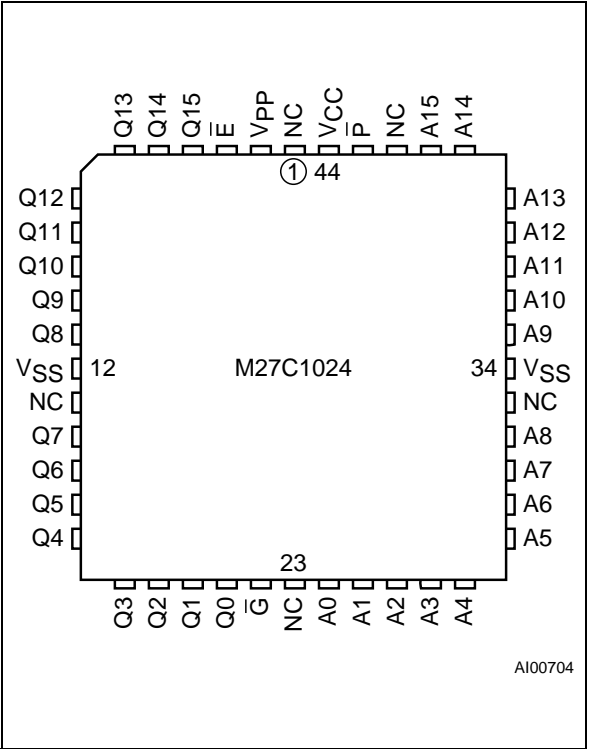 Q13
Q14
Q15
E̅
VPP
NC
VCC
P̅
NC
A15
A14
1 44
Q12
A13
Q11
A12
Q10
A11
Q9
A10
Q8
A9
VSS 12 M27C1024 34 VSS
NC
NC
Q7
A8
Q6
A7
Q5
A6
Q4
A5
23
Q3
Q2
Q1
Q0
G̅
NC
A0
A1
A2
A3
A4
AI00704